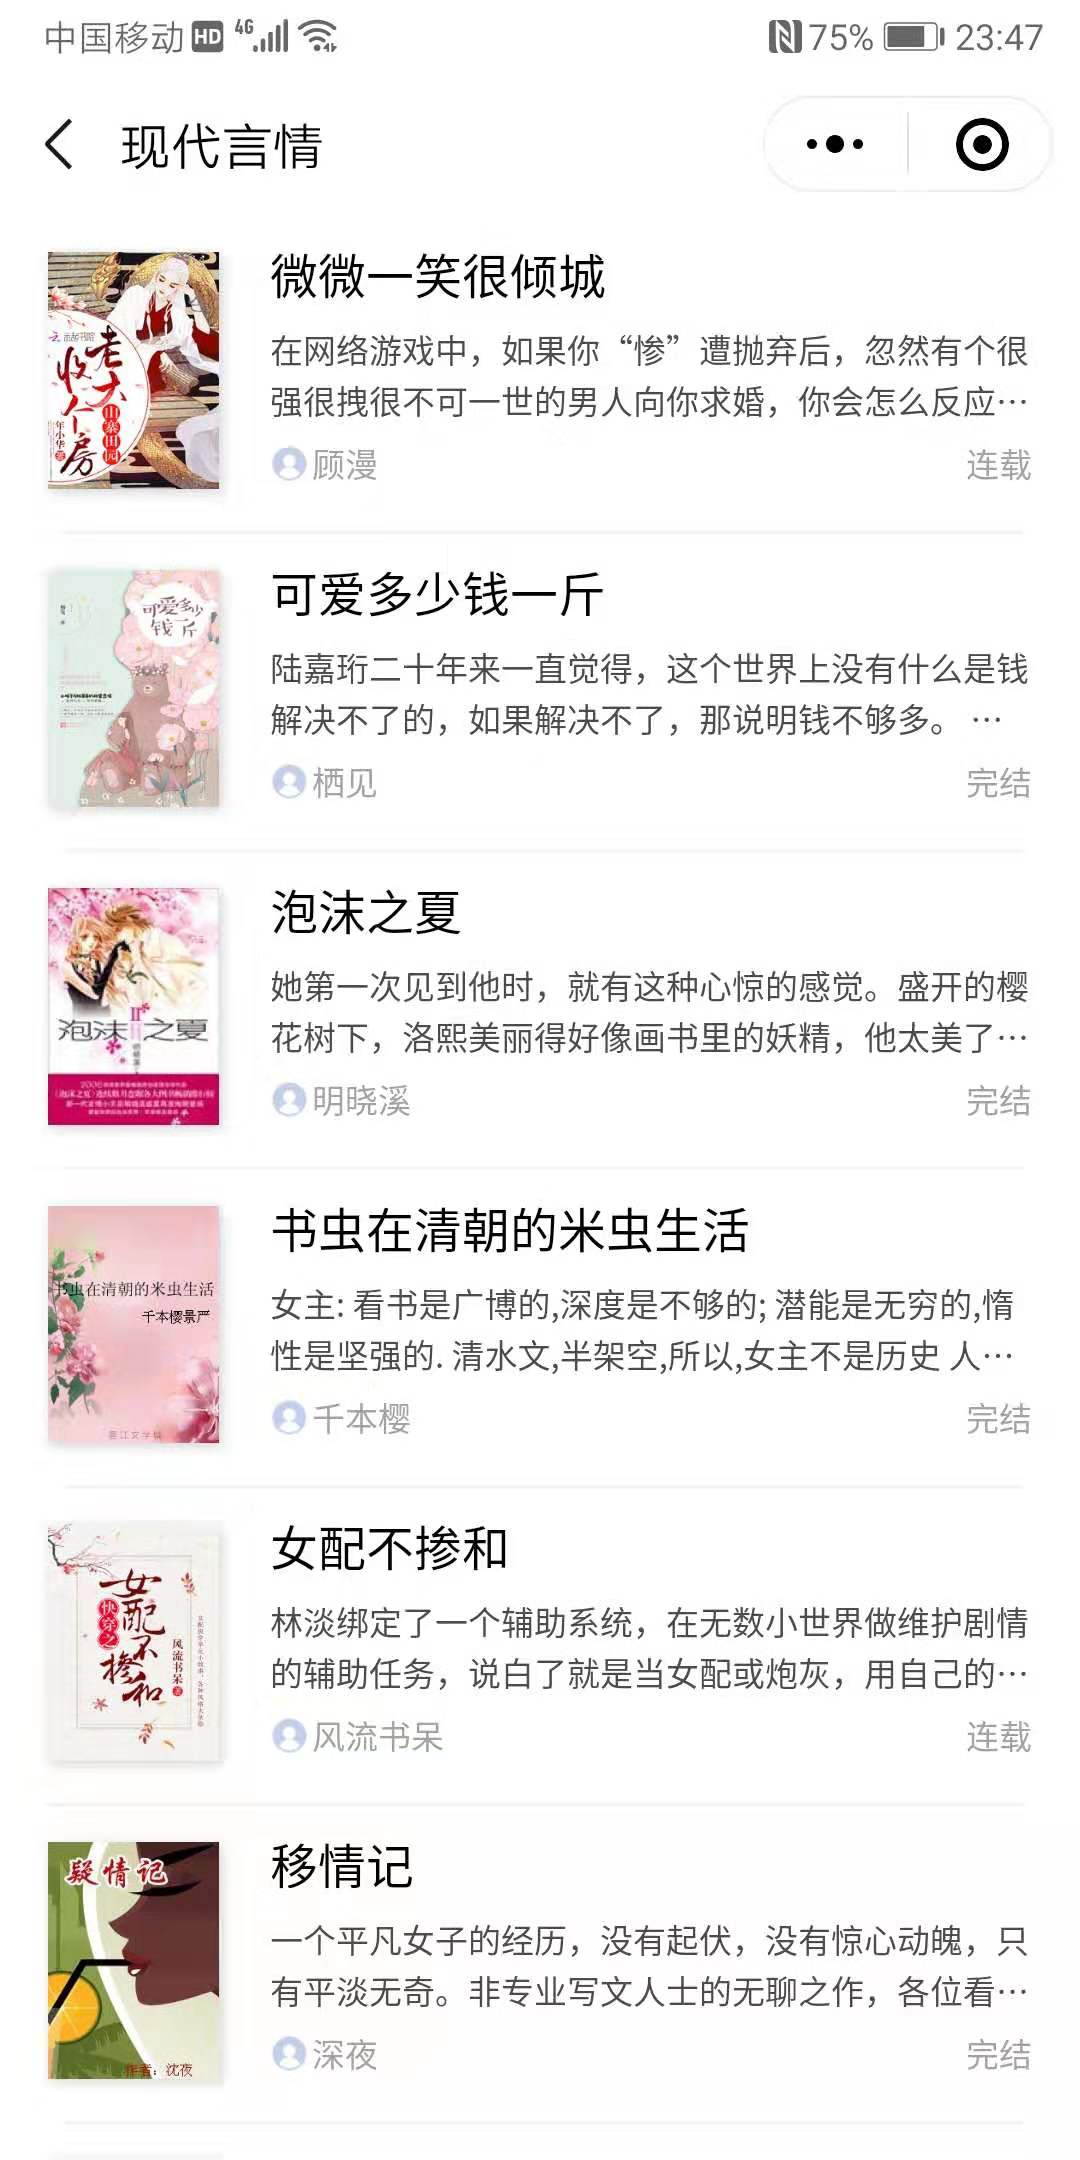 中国移动 HD 4G 75% 23:47
现代言情
微微一笑很倾城
在网络游戏中，如果你“惨”遭抛弃后，忽然有个很
强很拽很不可一世的男人向你求婚，你会怎么反应…
顾漫 连载
老大
收个房
山寨田园
年小华 著
可爱多少钱一斤
陆嘉珩二十年来一直觉得，这个世界上没有什么是钱
解决不了的，如果解决不了，那说明钱不够多。 …
栖见 完结
可爱多少
钱一斤
泡沫之夏
她第一次见到他时，就有这种心惊的感觉。盛开的樱
花树下，洛熙美丽得好像画书里的妖精，他太美了…
明晓溪 完结
II
泡沫之夏
书虫在清朝的米虫生活
女主: 看书是广博的,深度是不够的; 潜能是无穷的,惰
性是坚强的. 清水文,半架空,所以,女主不是历史 人…
千本樱 完结
书虫在清朝的米虫生活
千本樱景严
晋江文学城
女配不掺和
林淡绑定了一个辅助系统，在无数小世界做维护剧情
的辅助任务，说白了就是当女配或炮灰，用自己的…
风流书呆 连载
快穿之
女配不掺和
风流书呆 著
移情记
一个平凡女子的经历，没有起伏，没有惊心动魄，只
有平淡无奇。非专业写文人士的无聊之作，各位看…
深夜 完结
疑情记
作者：沈夜